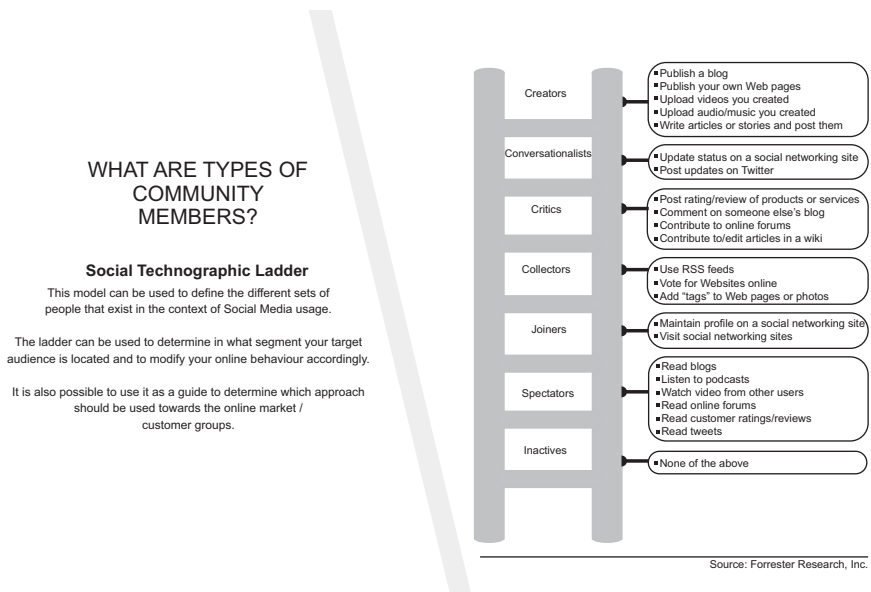 WHAT ARE TYPES OF
COMMUNITY
MEMBERS?
Social Technographic Ladder
This model can be used to define the different sets of
people that exist in the context of Social Media usage.
The ladder can be used to determine in what segment your target
audience is located and to modify your online behaviour accordingly.
It is also possible to use it as a guide to determine which approach
should be used towards the online market /
customer groups.
Creators
▪Publish a blog
▪Publish your own Web pages
▪Upload videos you created
▪Upload audio/music you created
▪Write articles or stories and post them
Conversationalists
▪Update status on a social networking site
▪Post updates on Twitter
Critics
▪Post rating/review of products or services
▪Comment on someone else's blog
▪Contribute to online forums
▪Contribute to/edit articles in a wiki
Collectors
▪Use RSS feeds
▪Vote for Websites online
▪Add “tags” to Web pages or photos
Joiners
▪Maintain profile on a social networking site
▪Visit social networking sites
Spectators
▪Read blogs
▪Listen to podcasts
▪Watch video from other users
▪Read online forums
▪Read customer ratings/reviews
▪Read tweets
Inactives
▪None of the above
Source: Forrester Research, Inc.